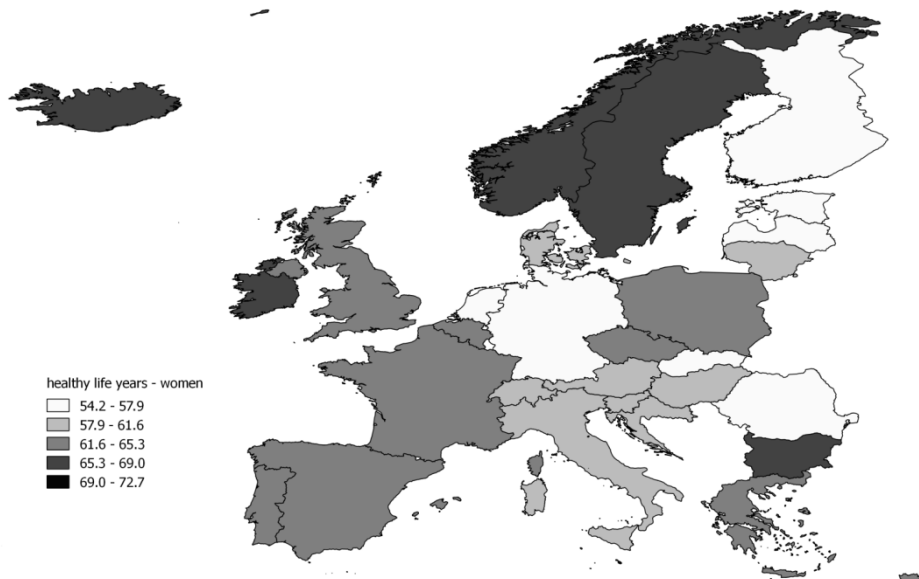 healthy life years - women
54.2 - 57.9
57.9 - 61.6
61.6 - 65.3
65.3 - 69.0
69.0 - 72.7